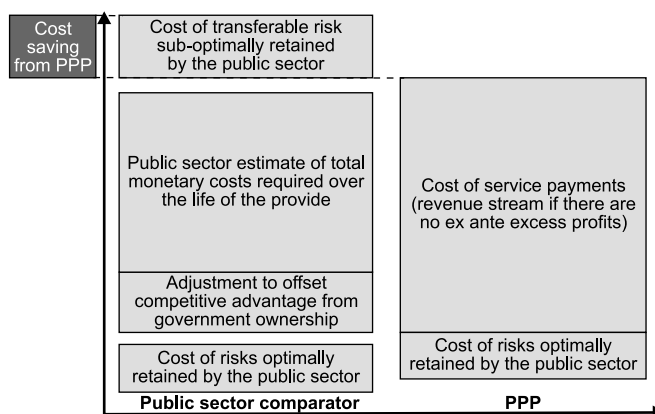 Cost
saving
from PPP
Cost of transferable risk
sub-optimally retained
by the public sector
Public sector estimate of total
monetary costs required over
the life of the provide
Adjustment to offset
competitive advantage from
government ownership
Cost of risks optimally
retained by the public sector
Public sector comparator
Cost of service payments
(revenue stream if there are
no ex ante excess profits)
Cost of risks optimally
retained by the public sector
PPP